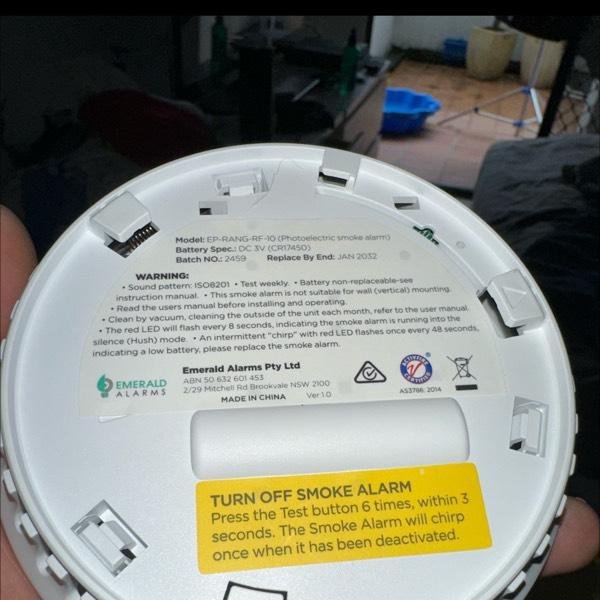 Model: EP-RANG-RF-10 (Photoelectric smoke alarm)
Battery Spec.: DC 3V (CR17450)
Batch NO.: 2459 Replace By End: JAN 2032
WARNING:
• Sound pattern: ISO8201 • Test weekly. • Battery non-replaceable-see
instruction manual. • This smoke alarm is not suitable for wall (vertical) mounting.
• Read the users manual before installing and operating.
• Clean by vacuum, cleaning outside of the unit each month, refer to the user manual.
• The red LED will flash every 8 seconds, indicating the smoke alarm is running into the
silence (Hush) mode. • An intermittent "chirp" with red LED flashes once every 48 seconds,
indicating a low battery, please replace the smoke alarm.
EMERALD
ALARMS
Emerald Alarms Pty Ltd
ABN 50 632 601 453
2/29 Mitchell Rd Brookvale NSW 2100
MADE IN CHINA Ver 1.0
AS3786: 2014
TURN OFF SMOKE ALARM
Press the Test button 6 times, within 3
seconds. The Smoke Alarm will chirp
once when it has been deactivated.